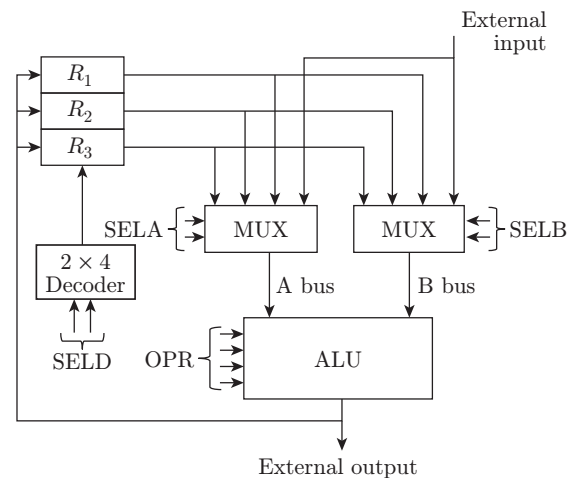 External
input
R₁
R₂
R₃
SELA
MUX
MUX
SELB
2 × 4
Decoder
A bus
B bus
SELD
OPR
ALU
External output